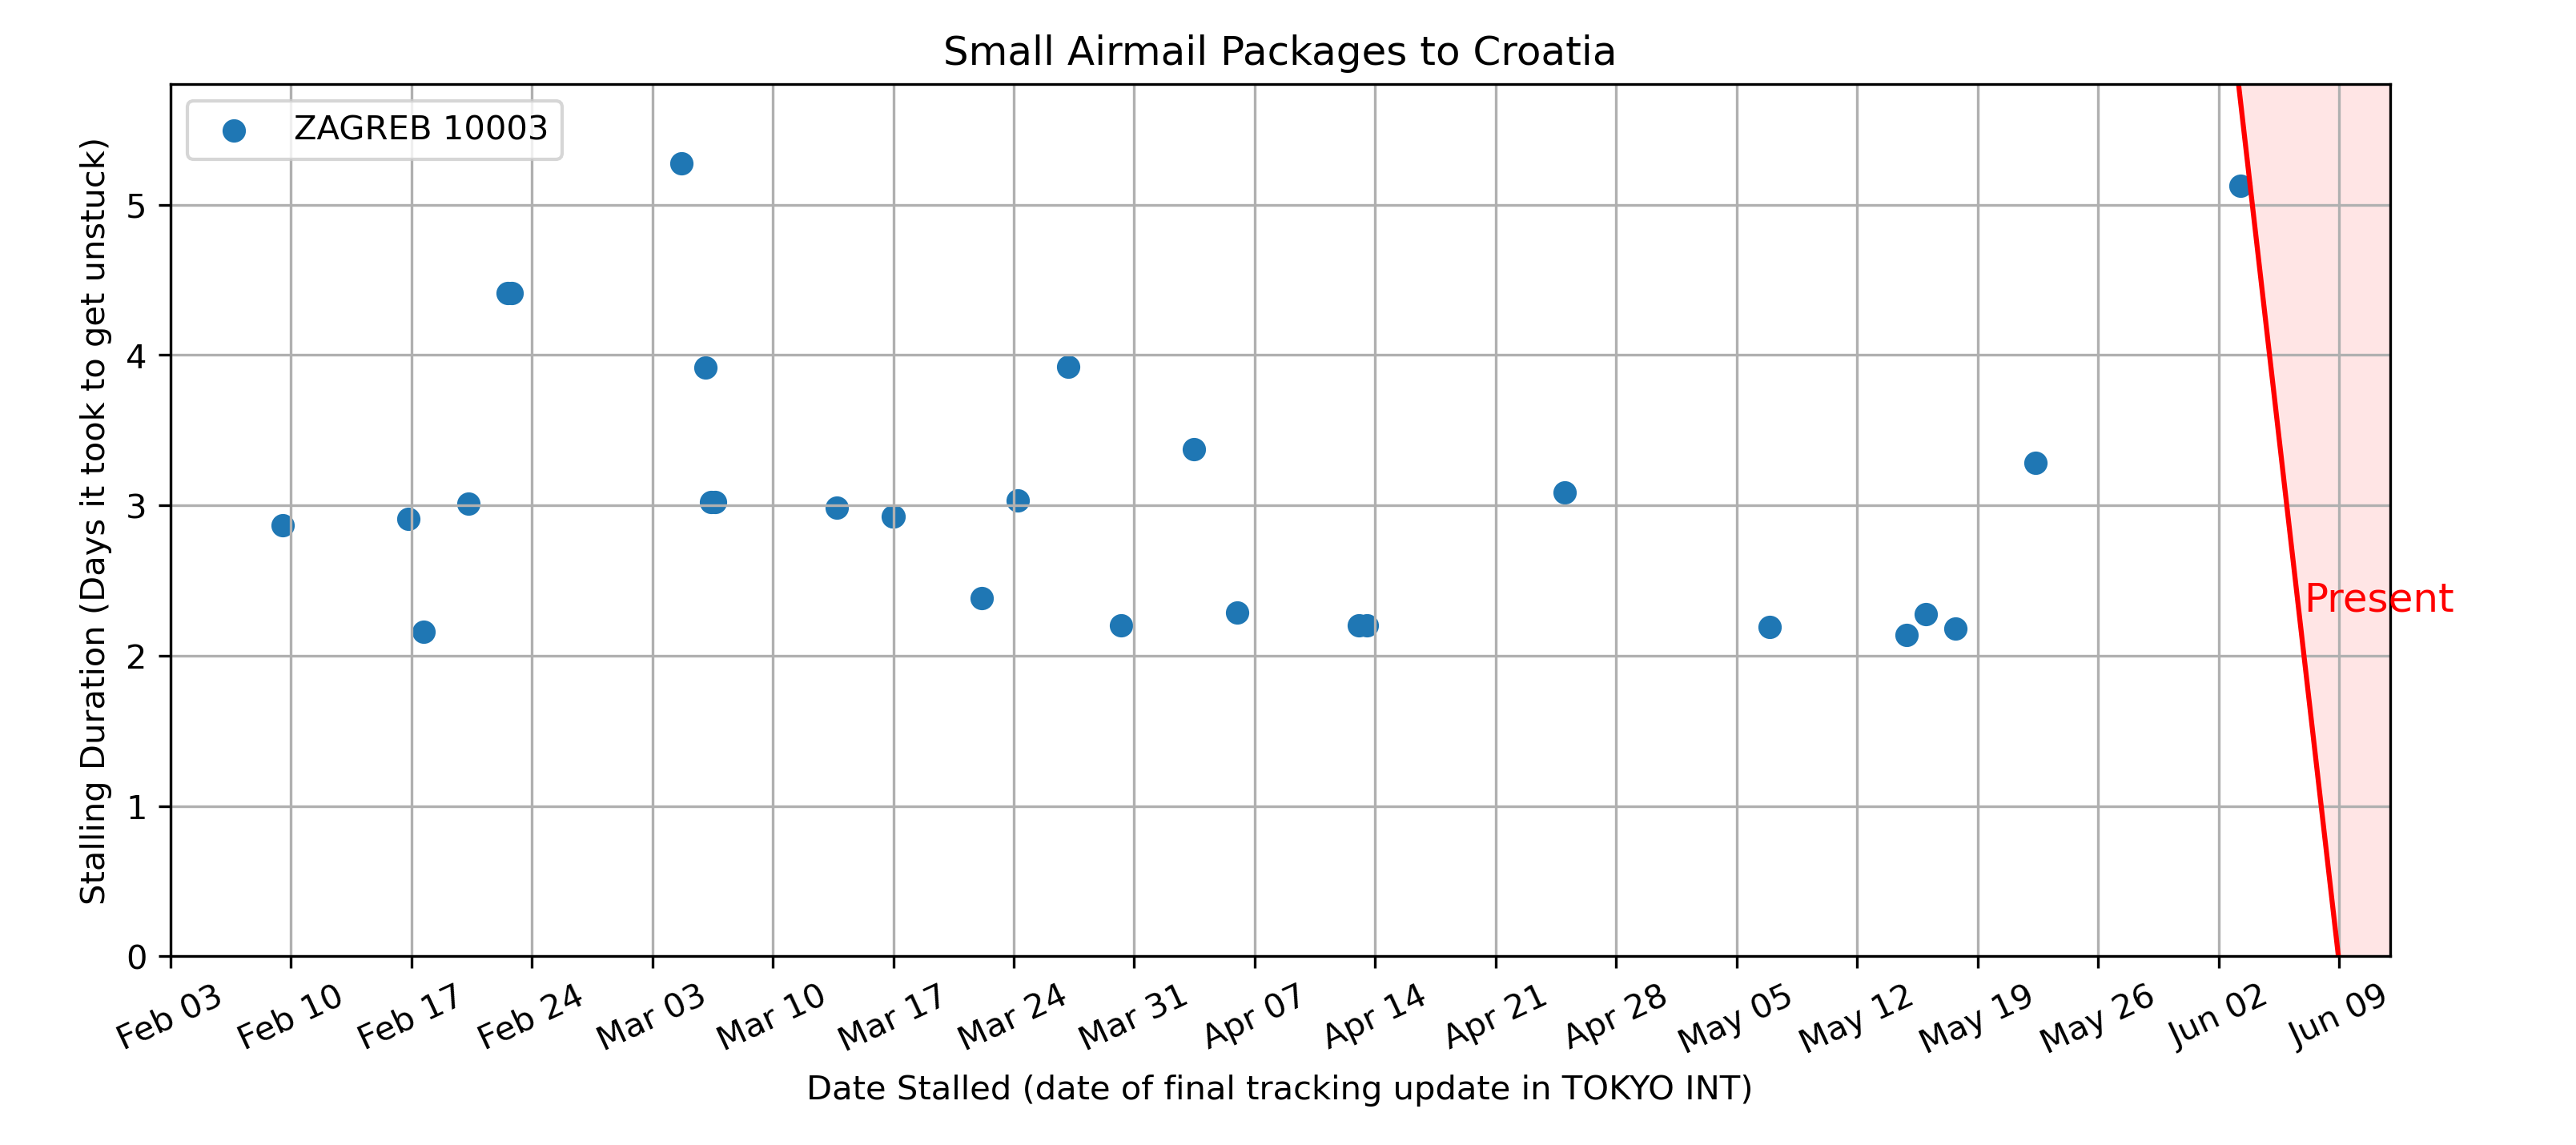 Small Airmail Packages to Croatia
ZAGREB 10003
Stalling Duration (Days it took to get unstuck)
5
4
3
2
1
0
Present
Feb 03
Feb 10
Feb 17
Feb 24
Mar 03
Mar 10
Mar 17
Mar 24
Mar 31
Apr 07
Apr 14
Apr 21
Apr 28
May 05
May 12
May 19
May 26
Jun 02
Jun 09
Date Stalled (date of final tracking update in TOKYO INT)